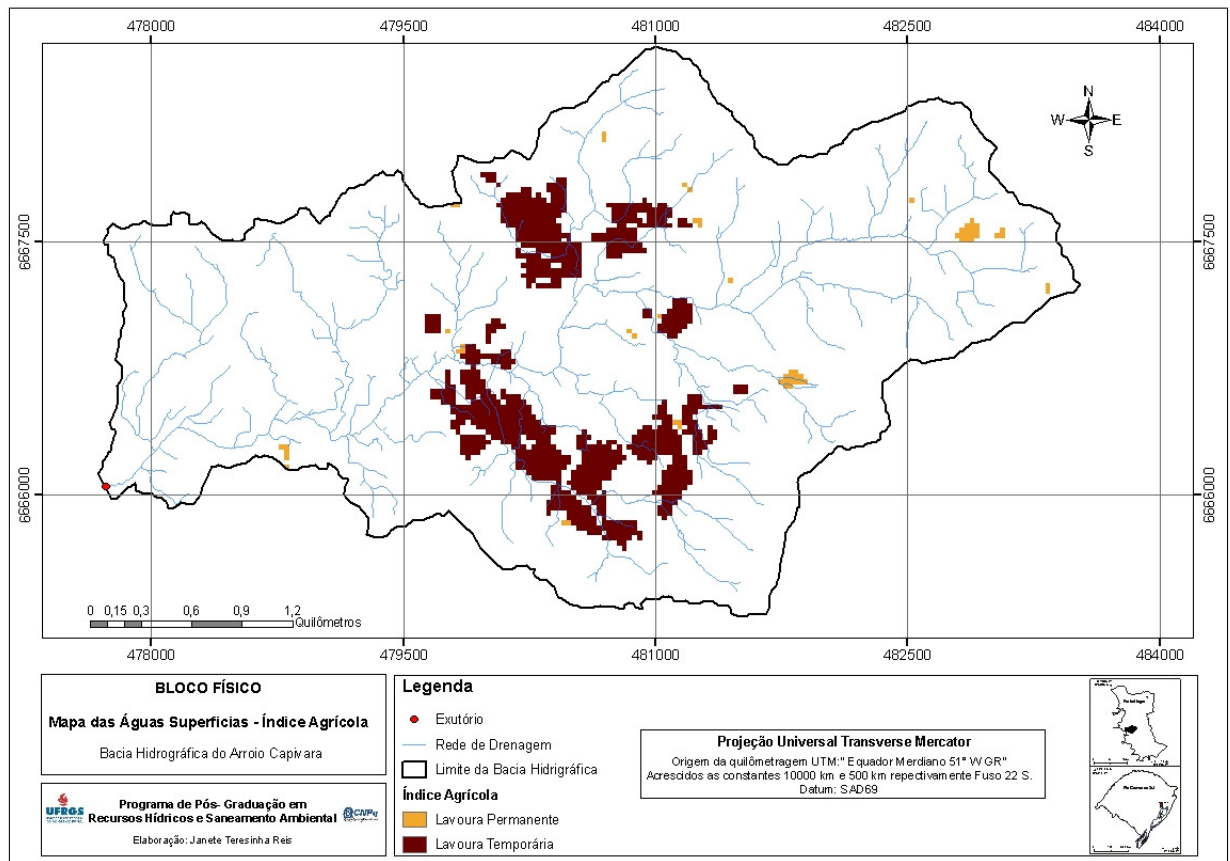 478000 479500 481000 482500 484000
N
W E
S
6667500 6667500
6666000 6666000
0 0,15 0,3 0,6 0,9 1,2
Quilômetros
478000 479500 481000 482500 484000
BLOCO FÍSICO
Mapa das Águas Superficias - Índice Agrícola
Bacia Hidrográfica do Arroio Capivara
UFRGS
Programa de Pós- Graduação em
Recursos Hídricos e Saneamento Ambiental
CNPq
Elaboração: Janete Teresinha Reis
Legenda
Exutório
Rede de Drenagem
Limite da Bacia Hidrigráfica
Índice Agrícola
Lavoura Permanente
Lavoura Temporária
Projeção Universal Transverse Mercator
Origem da quilômetragem UTM:" Equador Merdiano 51° W GR"
Acrescidos as constantes 10000 km e 500 km repectivamente Fuso 22 S.
Datum: SAD69